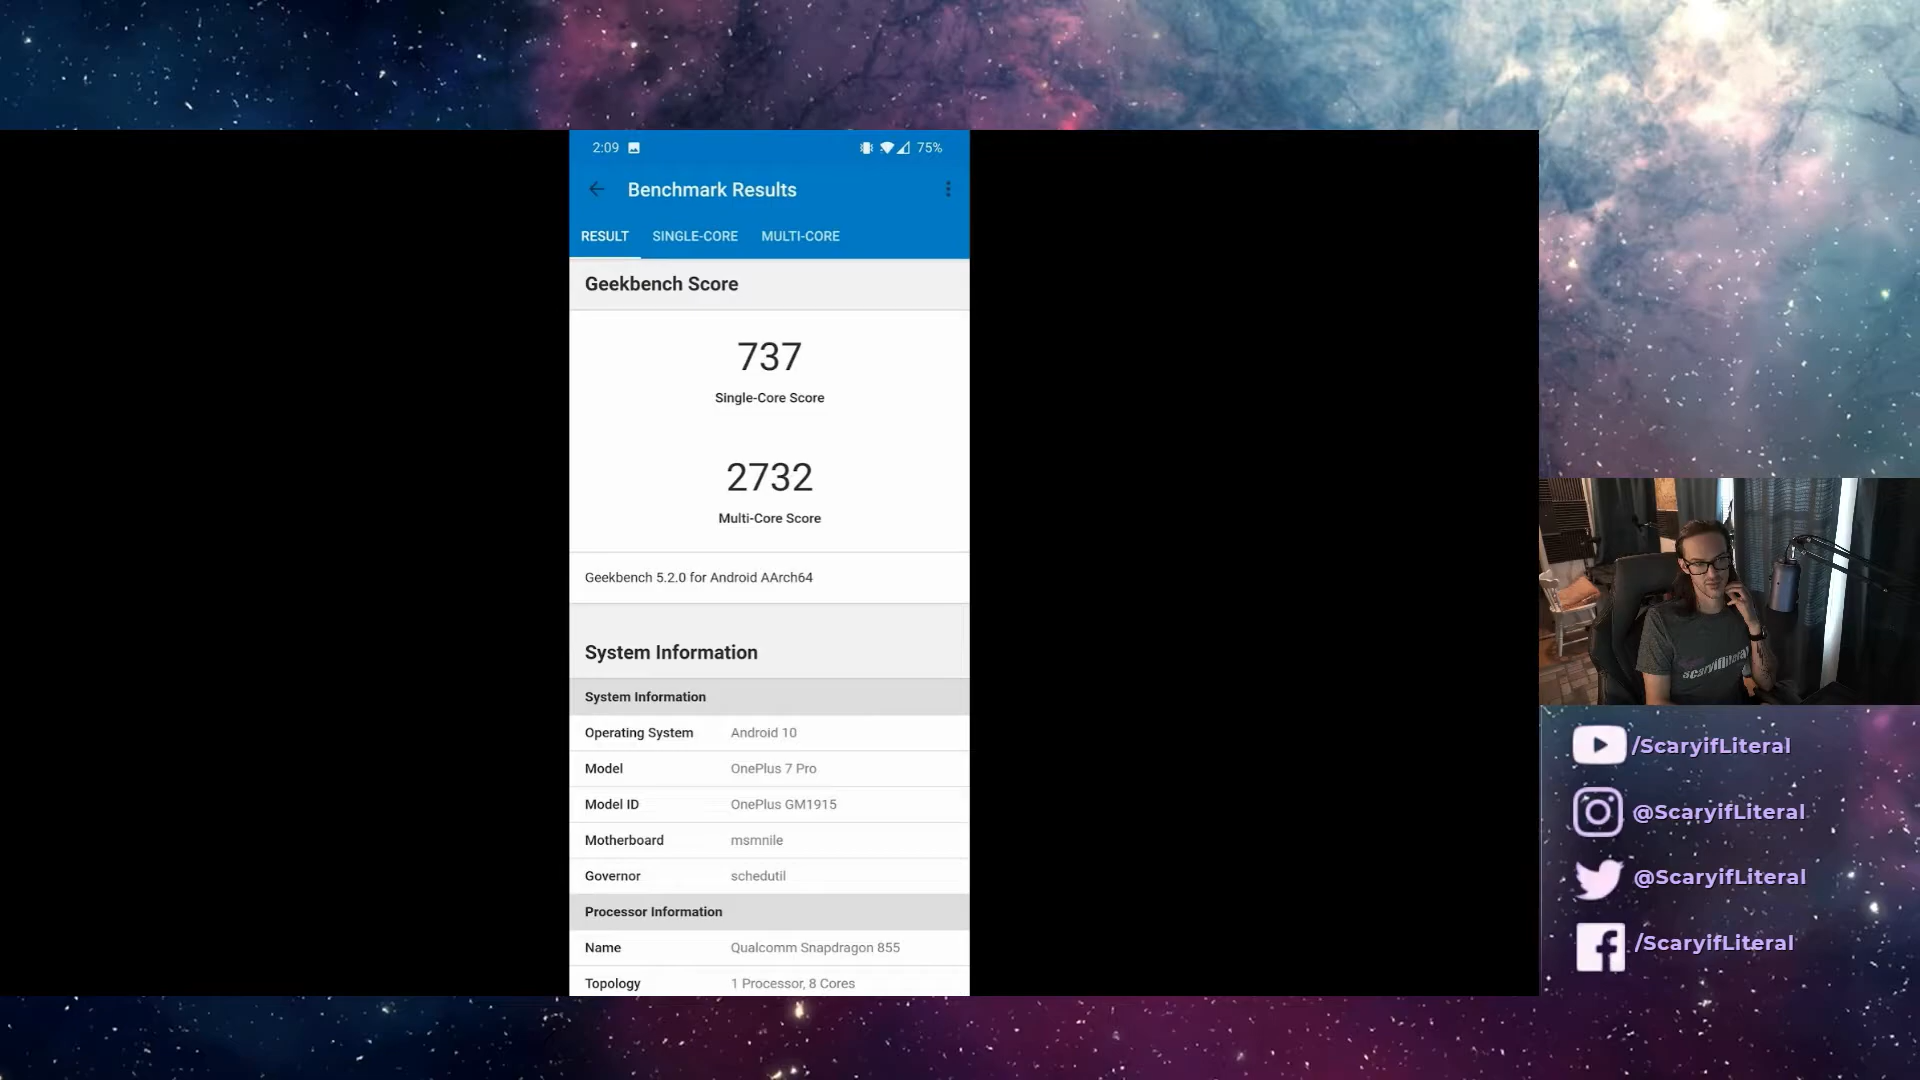 2:09 75%
Benchmark Results
RESULT SINGLE-CORE MULTI-CORE
Geekbench Score
737
Single-Core Score
2732
Multi-Core Score
Geekbench 5.2.0 for Android AArch64
System Information
System Information
Operating System Android 10
Model OnePlus 7 Pro
Model ID OnePlus GM1915
Motherboard msmnile
Governor schedutil
Processor Information
Name Qualcomm Snapdragon 855
Topology 1 Processor, 8 Cores
scaryifliteral
/ScaryifLiteral
@ScaryifLiteral
@ScaryifLiteral
/ScaryifLiteral